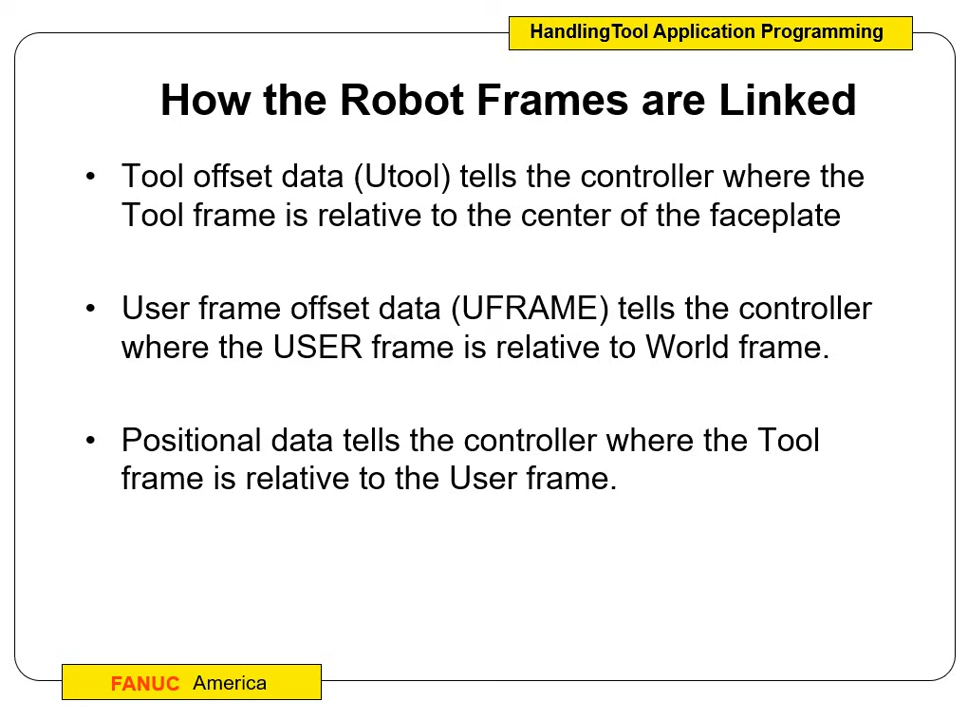 HandlingTool Application Programming
How the Robot Frames are Linked
• Tool offset data (Utool) tells the controller where the
Tool frame is relative to the center of the faceplate
• User frame offset data (UFRAME) tells the controller
where the USER frame is relative to World frame.
• Positional data tells the controller where the Tool
frame is relative to the User frame.
FANUC America